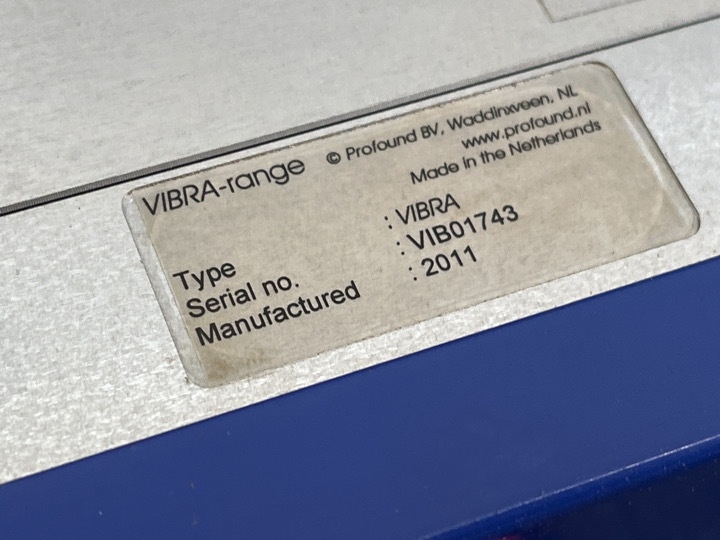 VIBRA-range © Profound BV, Waddinxveen, NL
www.profound.nl
Made in the Netherlands
Type : VIBRA
Serial no. : VIB01743
Manufactured : 2011